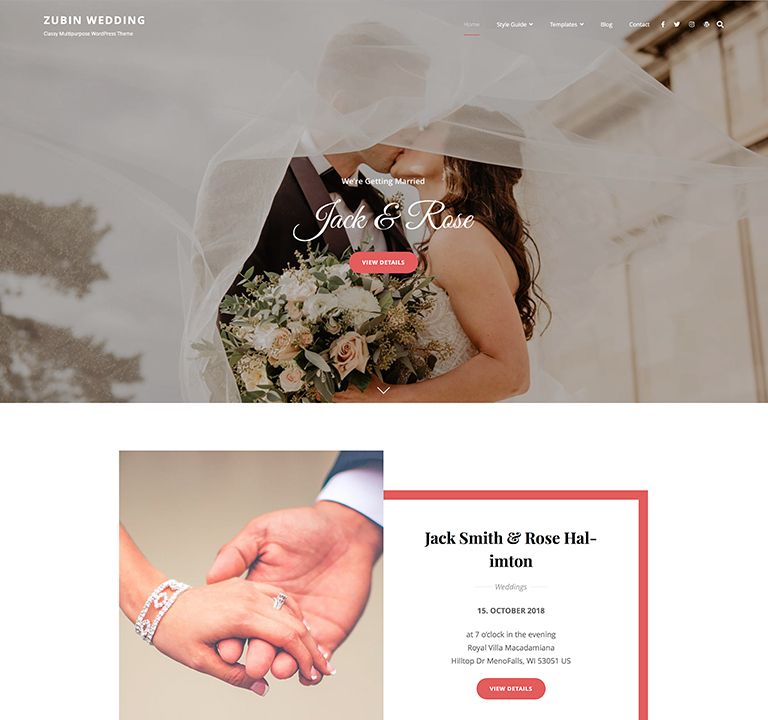 ZUBIN WEDDING
Classy Multipurpose WordPress Theme
Home Style Guide Templates Blog Contact
We're Getting Married
Jack & Rose
VIEW DETAILS
Jack Smith & Rose Hal-
imton
Weddings
15. OCTOBER 2018
at 7 o'clock in the evening
Royal Villa Macadamiana
Hilltop Dr MenoFalls, WI 53051 US
VIEW DETAILS